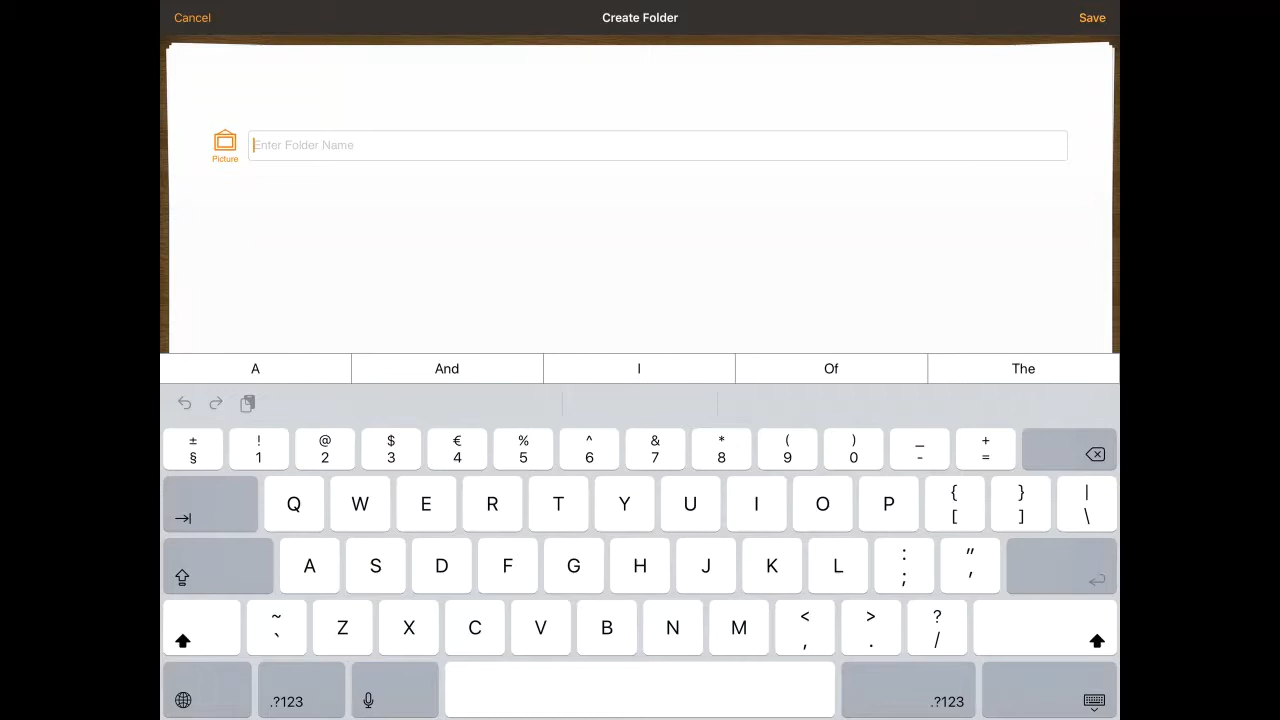 Cancel Create Folder Save
Picture Enter Folder Name
A And I Of The
± ! @ $ € % ^ & * ( ) _ +
§ 1 2 3 4 5 6 7 8 9 0 - =
Q W E R T Y U I O P { } |
[ ] \
A S D F G H J K L : "
; '
~ Z X C V B N M < > ?
` , . /
.?123 .?123